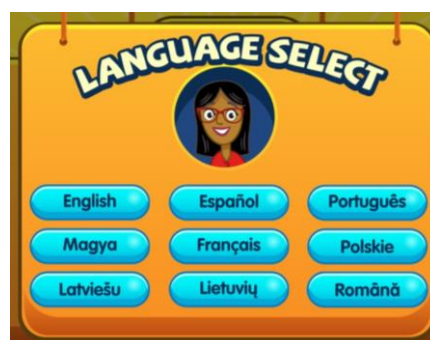 LANGUAGE SELECT
English Español Português
Magya Français Polskie
Latviešu Lietuvių Română